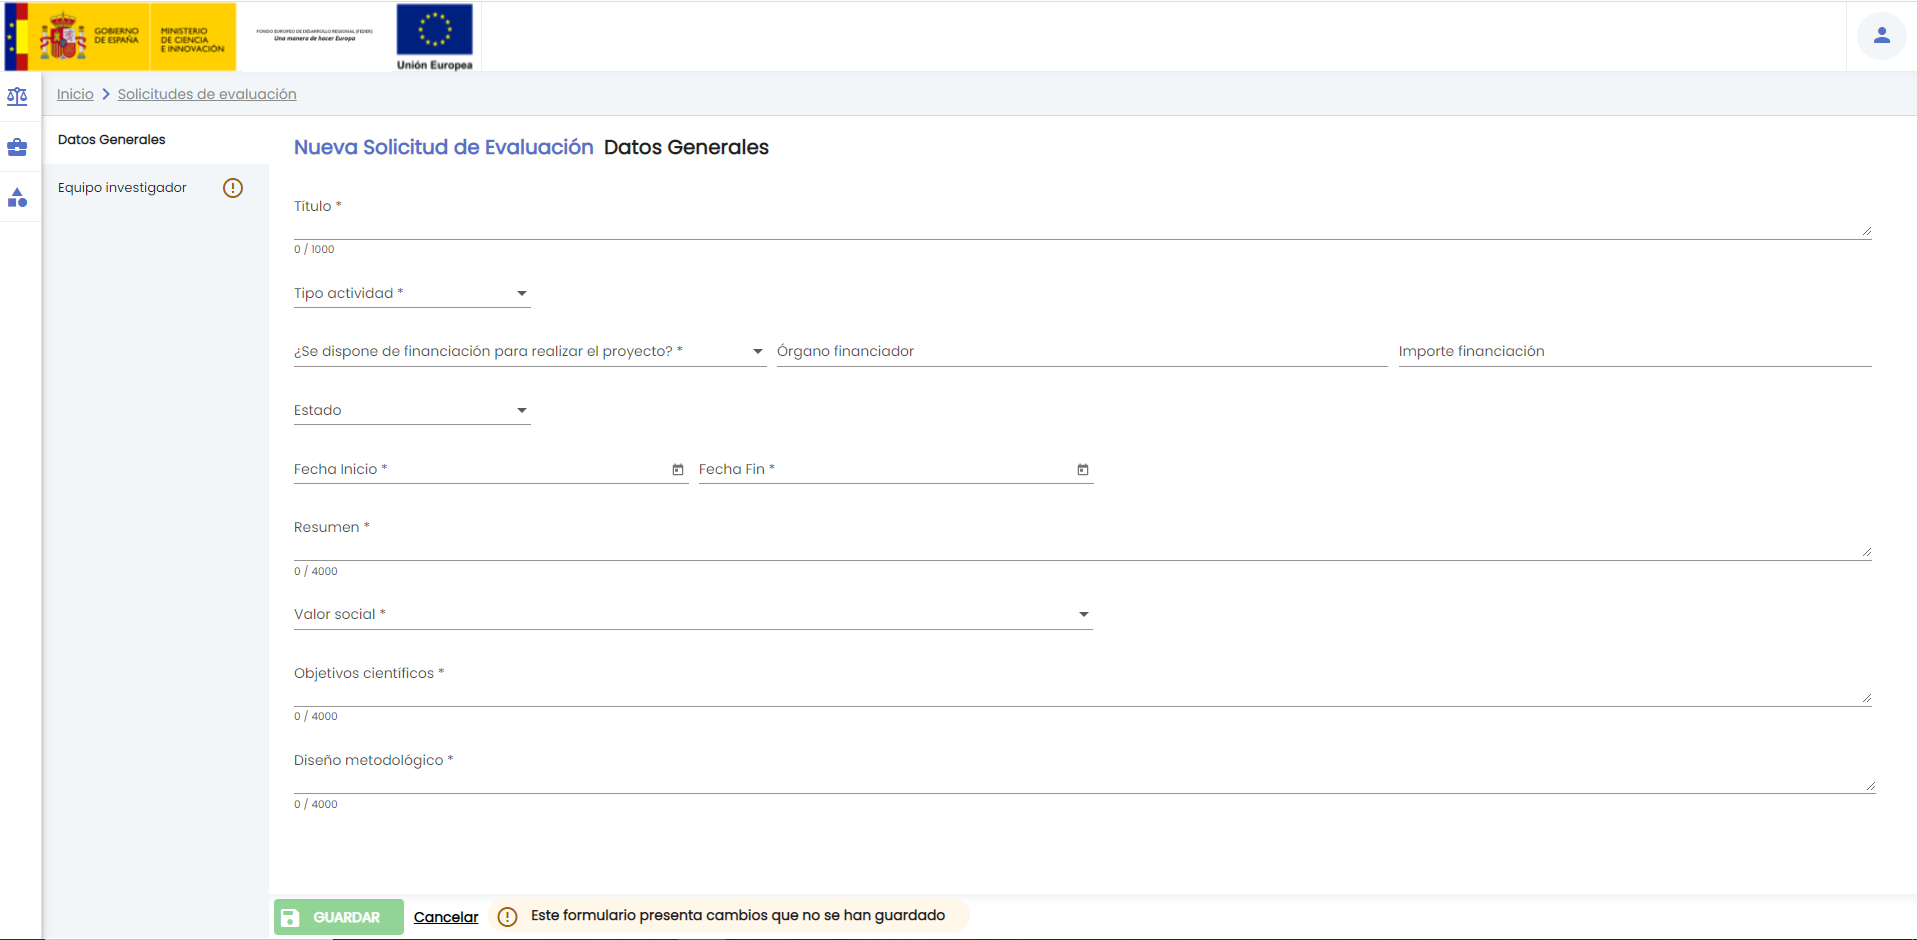 GOBIERNO
DE ESPAÑA
MINISTERIO
DE CIENCIA
E INNOVACIÓN
FONDO EUROPEO DE DESARROLLO REGIONAL (FEDER)
Una manera de hacer Europa
Unión Europea
Inicio
Solicitudes de evaluación
Datos Generales
Equipo investigador
Nueva Solicitud de Evaluación Datos Generales
Título *
0 / 1000
Tipo actividad *
¿Se dispone de financiación para realizar el proyecto? *
Órgano financiador
Importe financiación
Estado
Fecha Inicio *
Fecha Fin *
Resumen *
0 / 4000
Valor social *
Objetivos científicos *
0 / 4000
Diseño metodológico *
0 / 4000
GUARDAR
Cancelar
Este formulario presenta cambios que no se han guardado